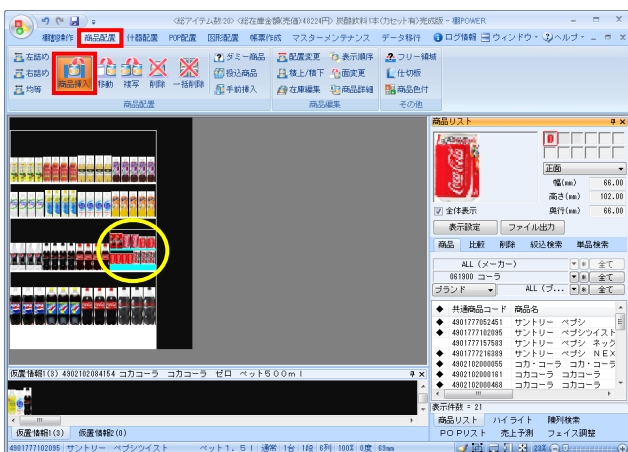 <総アイテム数:20> <総在庫金額(売価)48224円> 炭酸飲料1本(力セット有)完成版 - 棚POWER
棚割操作 商品配置 什器配置 POP配置 図形配置 帳票作成 マスターメンテナンス データ移行 ログ情報 ウィンドウ ヘルプ
左詰め 右詰め 均等
商品挿入 移動 複写 削除 一括削除
ダミー商品 投込商品 手前挿入
商品配置
配置変更 表示順序
積上/積下 位面変更
在庫編集 商品詳細
商品編集
フリー領域
仕切板
商品色付
その他
商品リスト
Coca-Cola
正面
幅(mm) 66.00
高さ(mm) 102.00
奥行(mm) 66.00
全体表示
表示設定 ファイル出力
商品 比較 削除 絞込検索 単品検索
ALL (メーカー) * 全て
061900 コーラ * 全て
ブランド ALL (ブ... * 全て
共通商品コード 商品名
◆ 4901777052451 サントリー ペプシ
◆ 4901777102095 サントリー ペプシツイスト
4901777157583 サントリー ペプシ ネック
◆ 4901777216389 サントリー ペプシ NEX
◆ 4902102000055 コカ・コーラ コカ・コーラ
◆ 4902102000161 コカコーラ コカコーラ
◆ 4902102000468 コカコーラ コカコーラ
表示件数 = 21
商品リスト ハイライト 陳列検索
POPリスト 売上予測 フェイス調整
仮置情報1(3) 4902102084154 コカコーラ コカコーラ ゼロ ペット500ml
仮置情報1(3) 仮置情報2(0)
4901777102095 サントリー ペプシツイスト ペット1.5l 通常 1台 1段 6列 100% 0度 69mm 23%